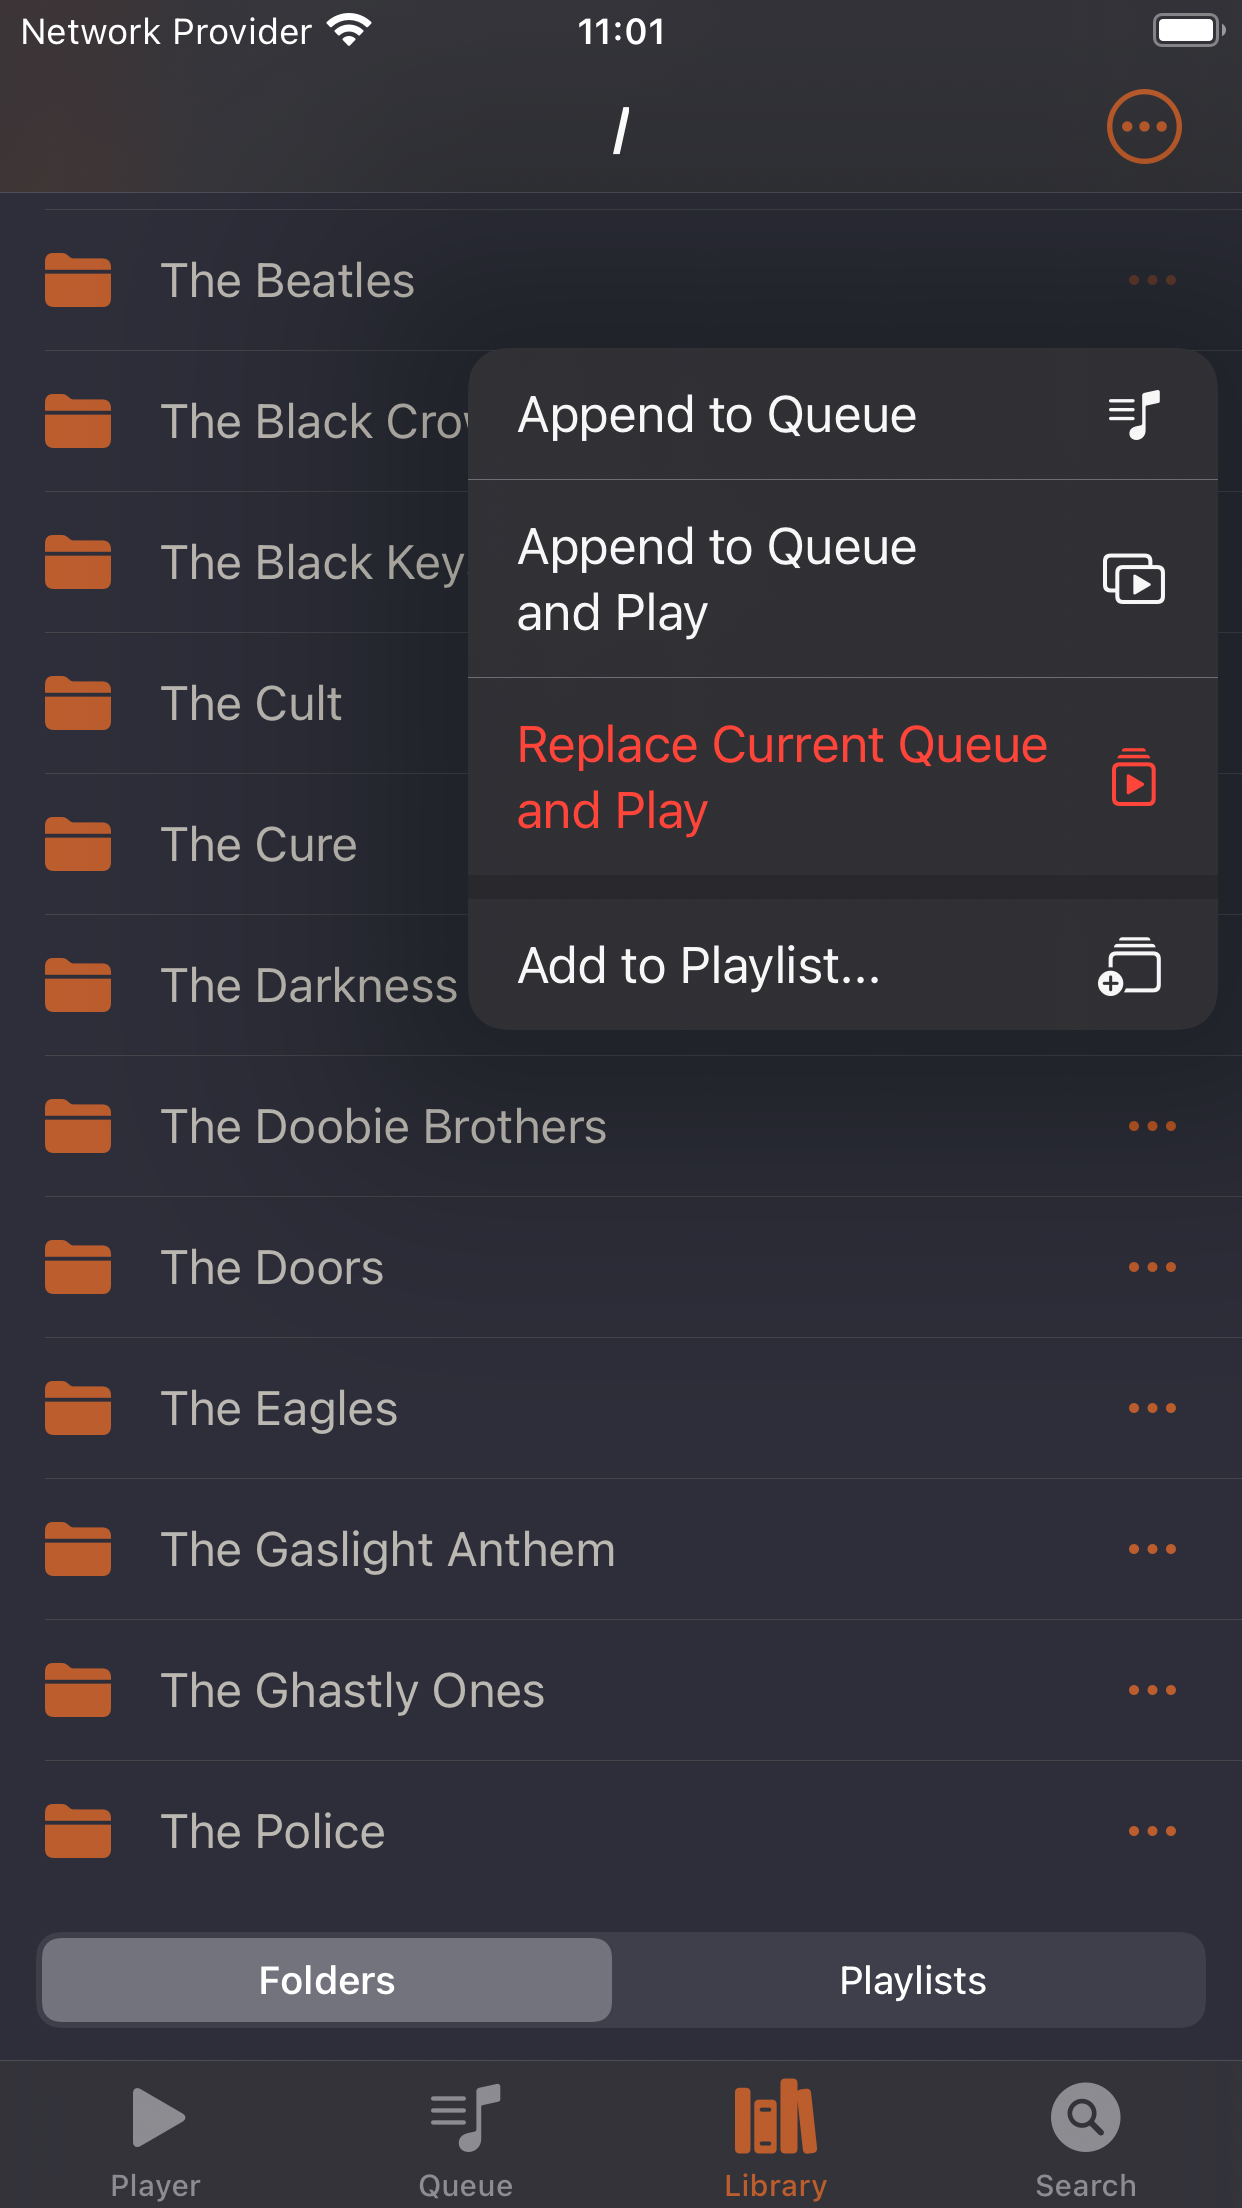 Network Provider 11:01
/
The Beatles
The Black Cro
The Black Key
The Cult
The Cure
The Darkness
Append to Queue
Append to Queue
and Play
Replace Current Queue
and Play
Add to Playlist...
The Doobie Brothers
The Doors
The Eagles
The Gaslight Anthem
The Ghastly Ones
The Police
Folders Playlists
Player Queue Library Search